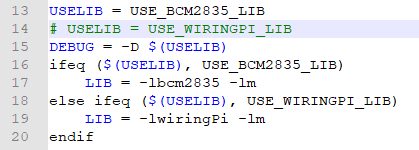 13 USELIB = USE_BCM2835_LIB
14 # USELIB = USE_WIRINGPI_LIB
15 DEBUG = -D $(USELIB)
16 ifeq ($(USELIB), USE_BCM2835_LIB)
17     LIB = -lbcm2835 -lm
18 else ifeq ($(USELIB), USE_WIRINGPI_LIB)
19     LIB = -lwiringPi -lm
20 endif